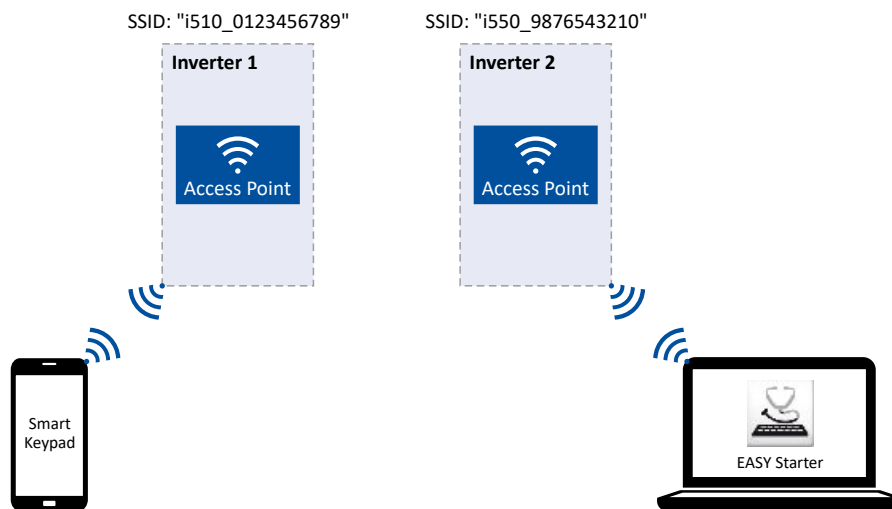 SSID: "i510_0123456789"
SSID: "i550_9876543210"
Inverter 1
Inverter 2
Access Point
Access Point
Smart
Keypad
EASY Starter